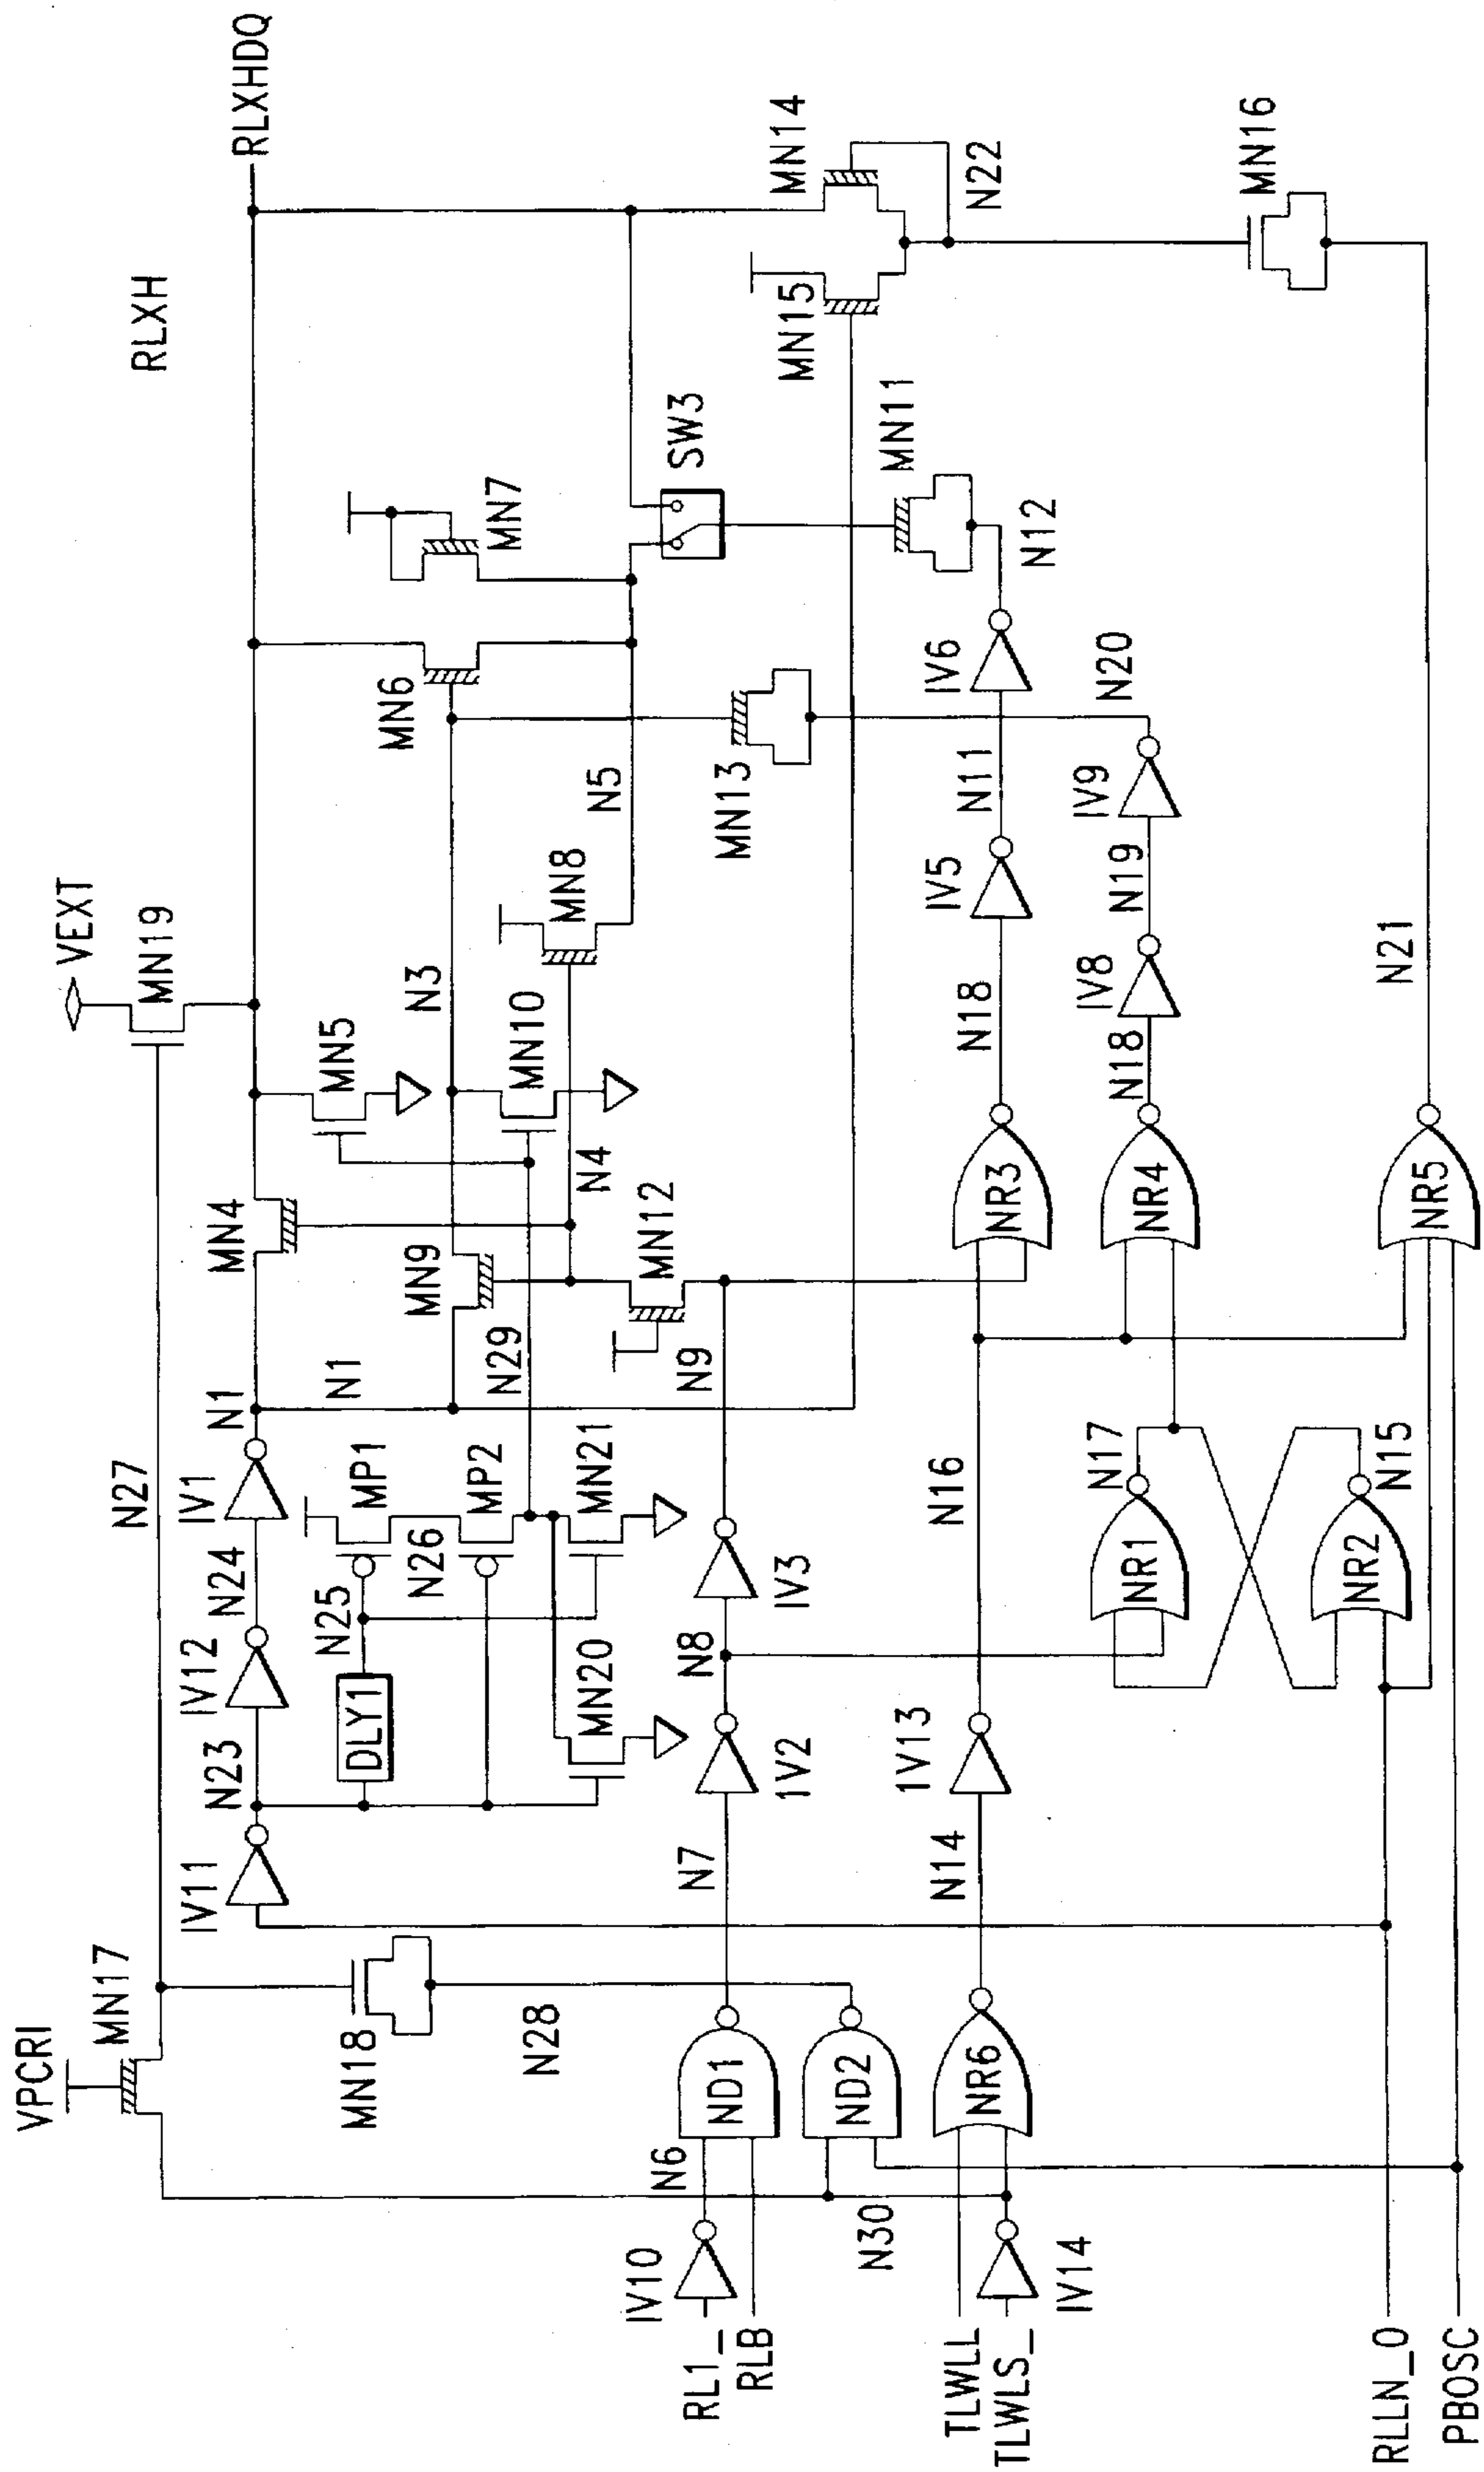 VPCRI
MN17
N27
VEXT
MN19
RLXH
RLXHDQ
IV11
N23
IV12
N24
IV1
N1
MN4
N1
MN5
DLY1
N25
MP1
N26
MP2
N29
MN9
N3
MN6
MN7
MN18
MN20
MN21
N4
MN10
MN8
N5
SW3
N28
RL1_
IV10
N6
RLB
ND1
N7
1V2
N8
IV3
N9
MN12
MN13
MN15
MN14
MN11
N22
N30
ND2
TLWLL
TLWLS_
IV14
NR6
N14
1V13
N16
NR3
N18
IV5
N11
IV6
N12
MN16
NR1
N17
NR4
N18
IV8
N19
IV9
N20
NR2
N15
NR5
N21
RLLN_0
PBOSC